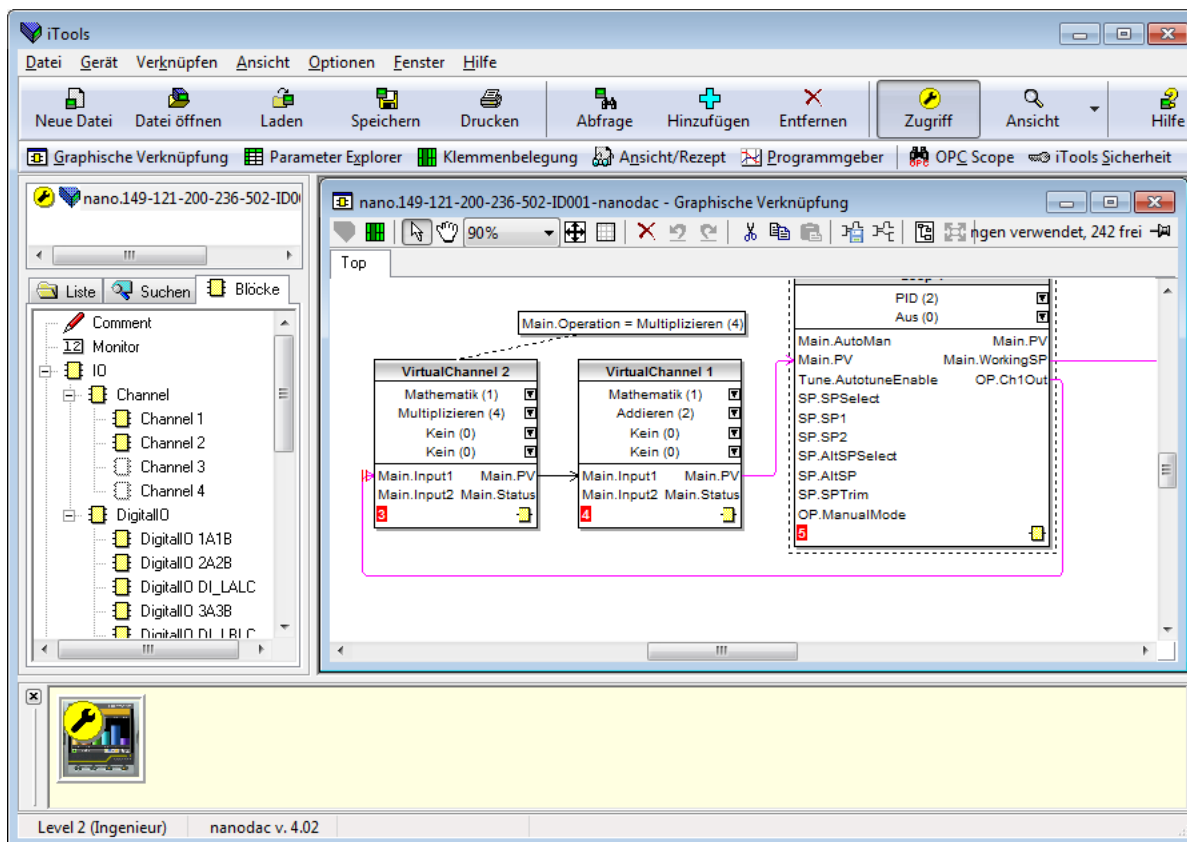 iTools
Datei Gerät Verknüpfen Ansicht Optionen Fenster Hilfe
Neue Datei Datei öffnen Laden Speichern Drucken Abfrage Hinzufügen Entfernen Zugriff Ansicht Hilfe
Graphische Verknüpfung Parameter Explorer Klemmenbelegung Ansicht/Rezept Programmgeber OPC OPC Scope iTools Sicherheit
nano.149-121-200-236-502-ID0
Liste Suchen Blöcke
Comment
12 Monitor
IO
Channel
Channel 1
Channel 2
Channel 3
Channel 4
DigitalIO
DigitalIO 1A1B
DigitalIO 2A2B
DigitalIO DI_LALC
DigitalIO 3A3B
DigitalIO DI_LBLC
nano.149-121-200-236-502-ID001-nanodac - Graphische Verknüpfung
90% ngen verwendet, 242 frei
Top
Main.Operation = Multiplizieren (4)
VirtualChannel 2
Mathematik (1)
Multiplizieren (4)
Kein (0)
Kein (0)
Main.Input1 Main.PV
Main.Input2 Main.Status
3
VirtualChannel 1
Mathematik (1)
Addieren (2)
Kein (0)
Kein (0)
Main.Input1 Main.PV
Main.Input2 Main.Status
4
PID (2)
Aus (0)
Main.AutoMan Main.PV
Main.PV Main.WorkingSP
Tune.AutotuneEnable OP.Ch1Out
SP.SPSelect
SP.SP1
SP.SP2
SP.AltSPSelect
SP.AltSP
SP.SPTrim
OP.ManualMode
5
Level 2 (Ingenieur) nanodac v. 4.02